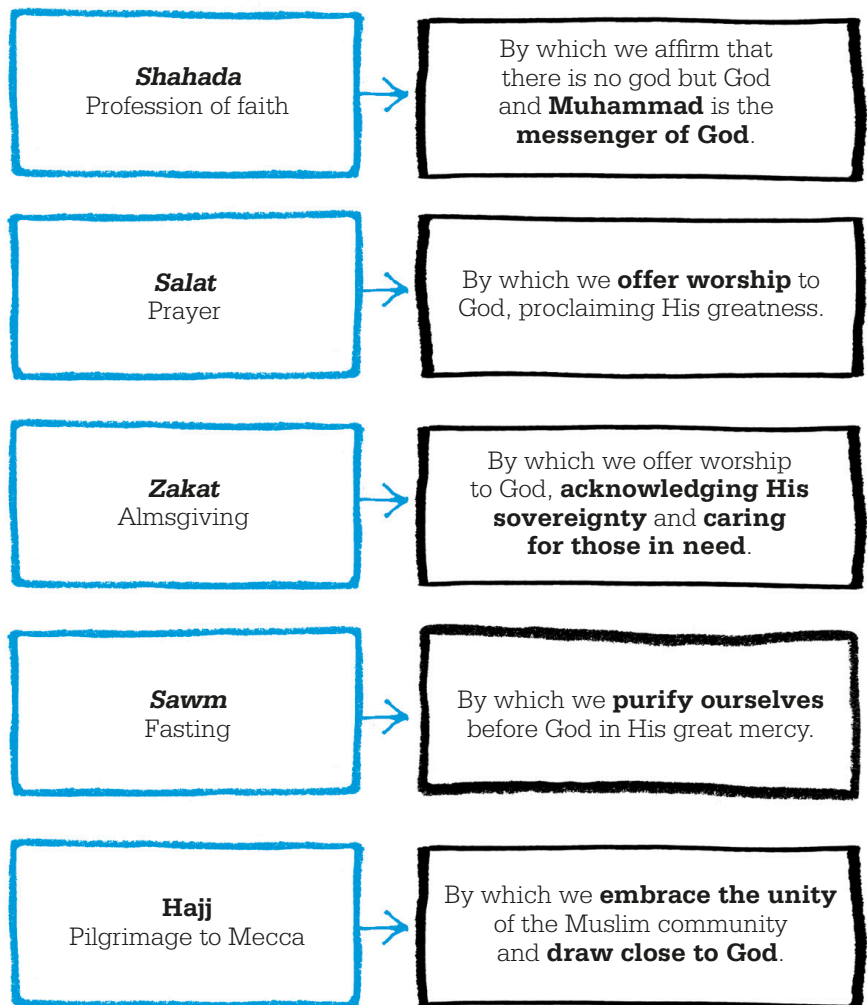 Shahada
Profession of faith
By which we affirm that
there is no god but God
and Muhammad is the
messenger of God.
Salat
Prayer
By which we offer worship to
God, proclaiming His greatness.
Zakat
Almsgiving
By which we offer worship
to God, acknowledging His
sovereignty and caring
for those in need.
Sawm
Fasting
By which we purify ourselves
before God in His great mercy.
Hajj
Pilgrimage to Mecca
By which we embrace the unity
of the Muslim community
and draw close to God.